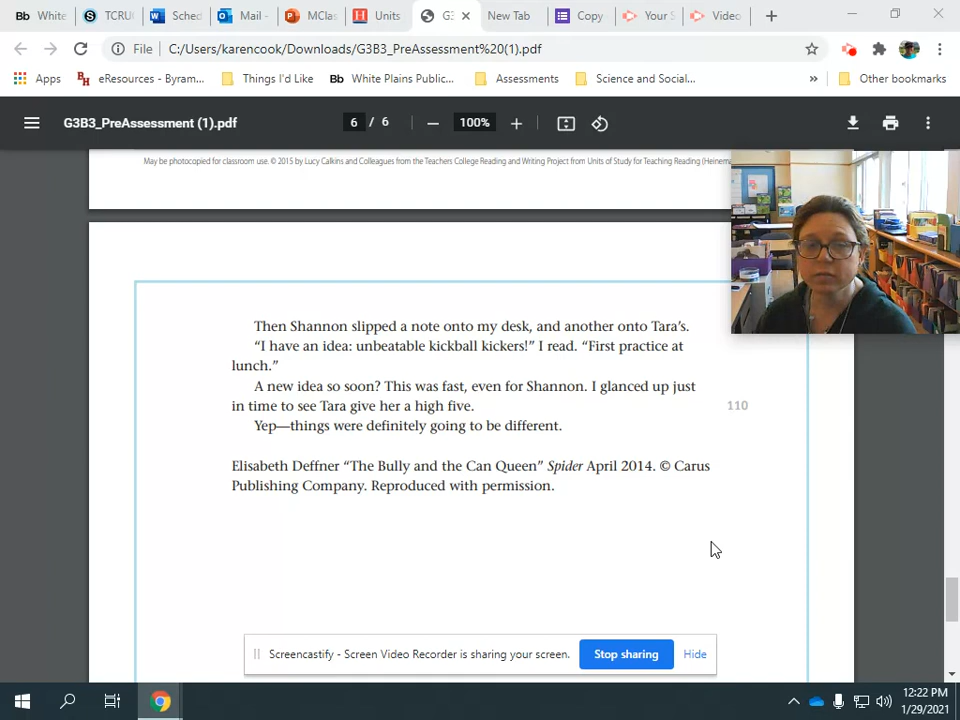 White
TCRUC
Sched
Mail -
MClas
Units
G3
New Tab
Copy
Your S
Video
File C:/Users/karencook/Downloads/G3B3_PreAssessment%20(1).pdf
Apps
eResources - Byram...
Things I'd Like
White Plains Public...
Assessments
Science and Social...
»
Other bookmarks
G3B3_PreAssessment (1).pdf
6 / 6
100%
May be photocopied for classroom use. © 2015 by Lucy Calkins and Colleagues from the Teachers College Reading and Writing Project from Units of Study for Teaching Reading (Heinema
Then Shannon slipped a note onto my desk, and another onto Tara's.
"I have an idea: unbeatable kickball kickers!" I read. "First practice at
lunch."
A new idea so soon? This was fast, even for Shannon. I glanced up just
in time to see Tara give her a high five. 110
Yep—things were definitely going to be different.
Elisabeth Deffner "The Bully and the Can Queen" Spider April 2014. © Carus
Publishing Company. Reproduced with permission.
Screencastify - Screen Video Recorder is sharing your screen.
Stop sharing
Hide
12:22 PM
1/29/2021